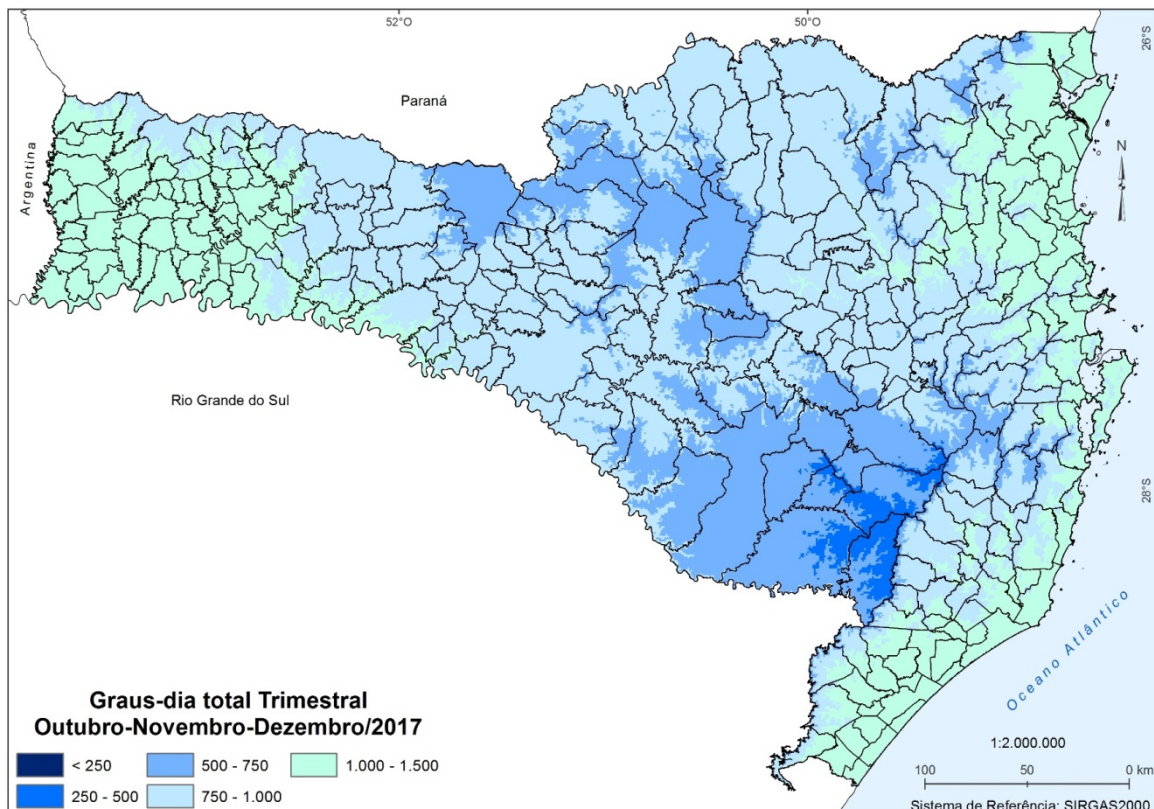 52°O
50°O
26°S
Paraná
Argentina
N
Rio Grande do Sul
28°S
Oceano Atlântico
Graus-dia total Trimestral
Outubro-Novembro-Dezembro/2017
< 250
500 - 750
1.000 - 1.500
250 - 500
750 - 1.000
1:2.000.000
100 50 0 km
Sistema de Referência: SIRGAS2000